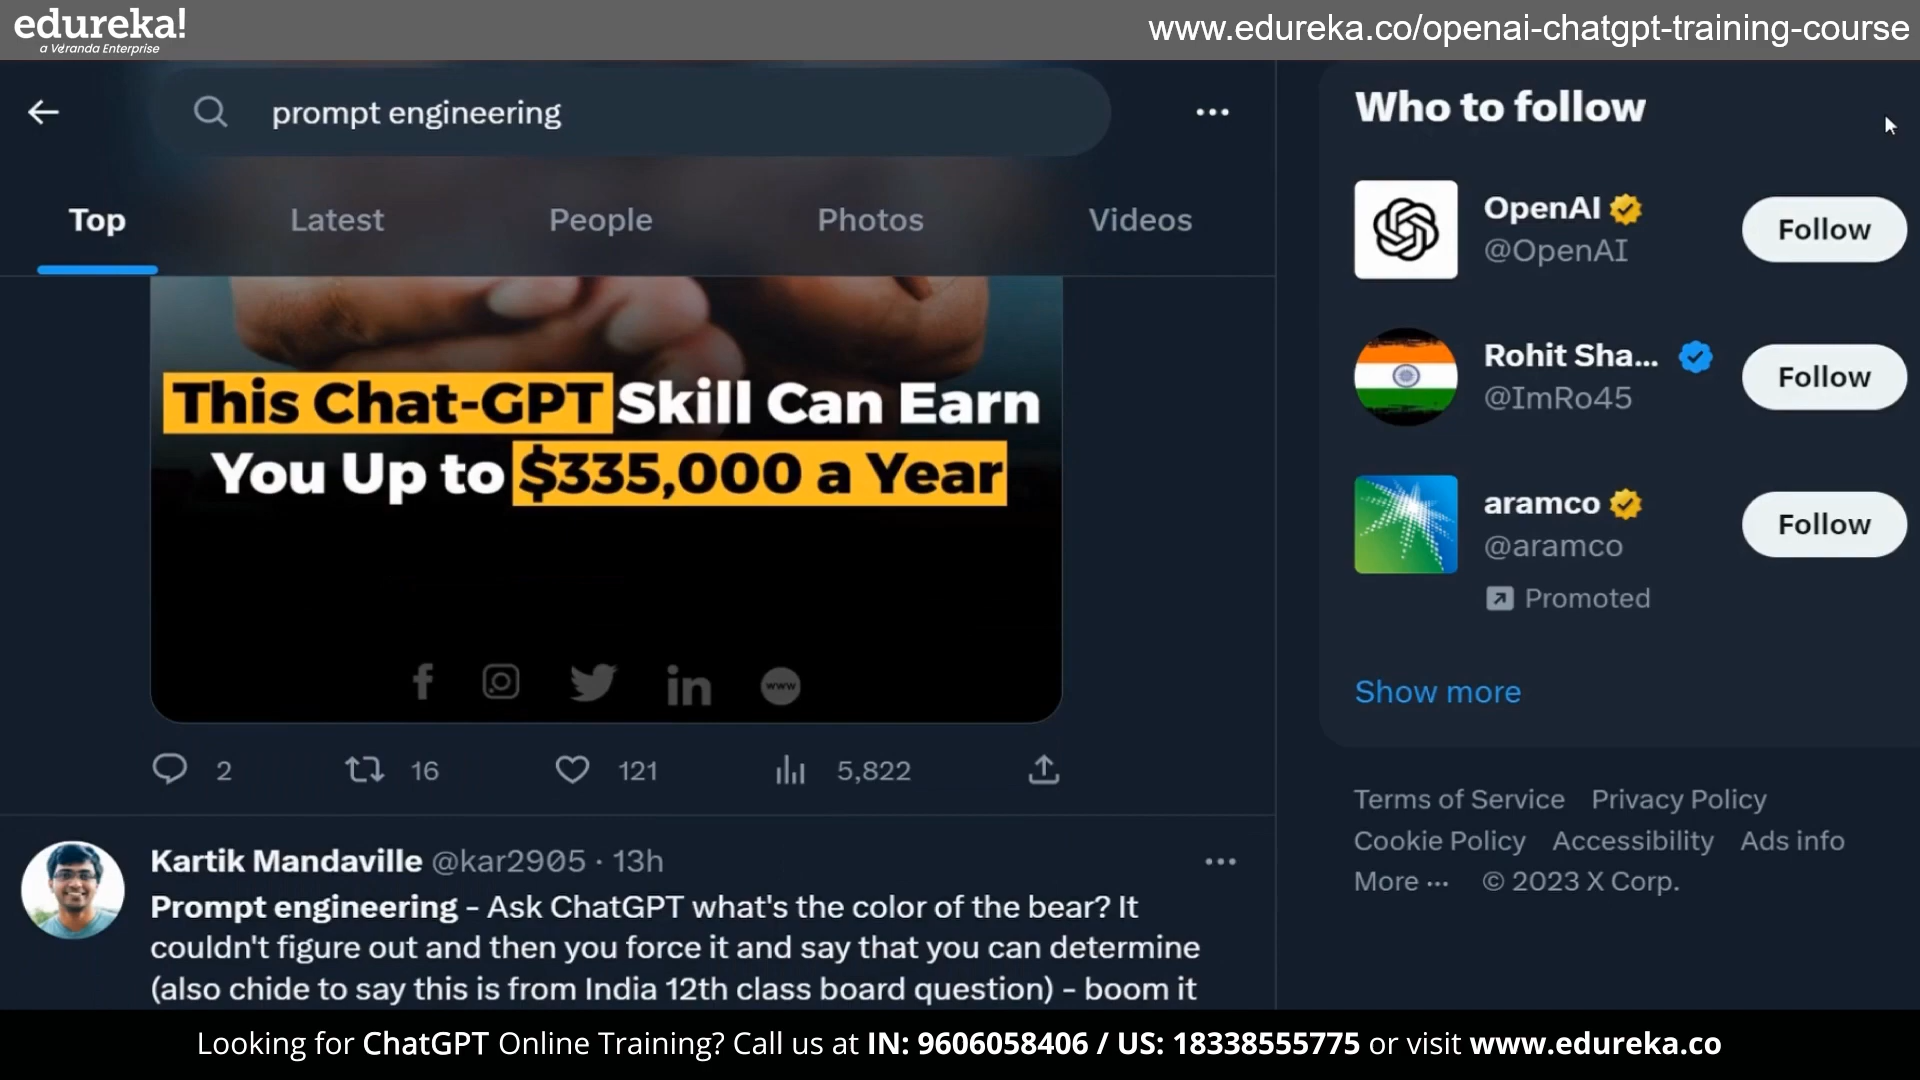 edureka!
a Veranda Enterprise
www.edureka.co/openai-chatgpt-training-course
prompt engineering
Top
Latest
People
Photos
Videos
This Chat-GPT Skill Can Earn
You Up to $335,000 a Year
f
in
www
2
16
121
5,822
Kartik Mandaville @kar2905 · 13h
Prompt engineering - Ask ChatGPT what's the color of the bear? It
couldn't figure out and then you force it and say that you can determine
(also chide to say this is from India 12th class board question) - boom it
Who to follow
OpenAI
@OpenAI
Follow
Rohit Sha...
@ImRo45
Follow
aramco
@aramco
Follow
Promoted
Show more
Terms of Service Privacy Policy
Cookie Policy Accessibility Ads info
More ··· © 2023 X Corp.
Looking for ChatGPT Online Training? Call us at IN: 9606058406 / US: 18338555775 or visit www.edureka.co